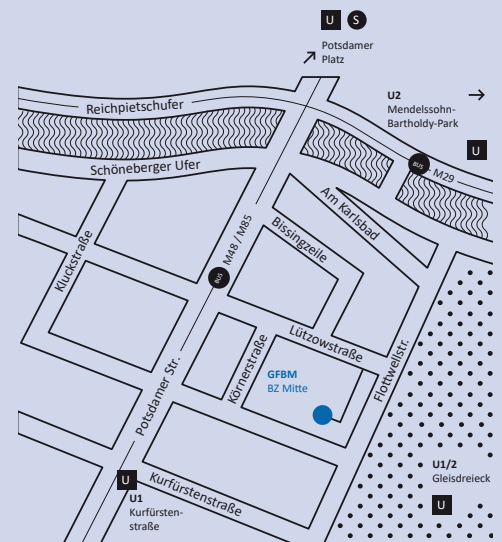 U S
Potsdamer
Platz
U2
Mendelssohn-
Bartholdy-Park
U
Reichpietschufer
BUS M29
Schöneberger Ufer
Am Karlsbad
Bissingzeile
Kluckstraße
BUS M48 / M85
Lützowstraße
Flottwellstr.
Körnerstraße
GFBM
BZ Mitte
Potsdamer Str.
U1/2
Gleisdreieck
U
U
U1
Kurfürsten-
straße
Kurfürstenstraße